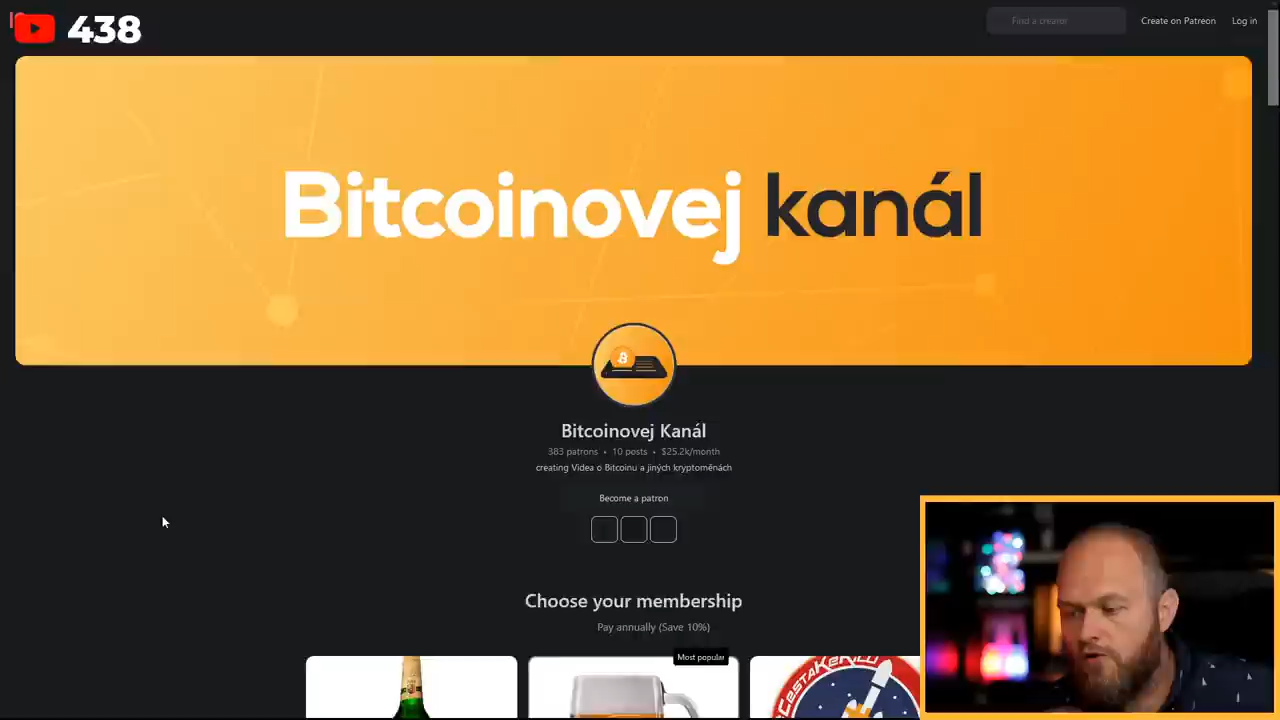 438
Find a creator
Create on Patreon
Log in
Bitcoinovej kanál
Bitcoinovej Kanál
383 patrons • 10 posts • $25.2k/month
creating Videa o Bitcoinu a jiných kryptoměnách
Become a patron
Choose your membership
Pay annually (Save 10%)
Most popular
CestaKeRICU